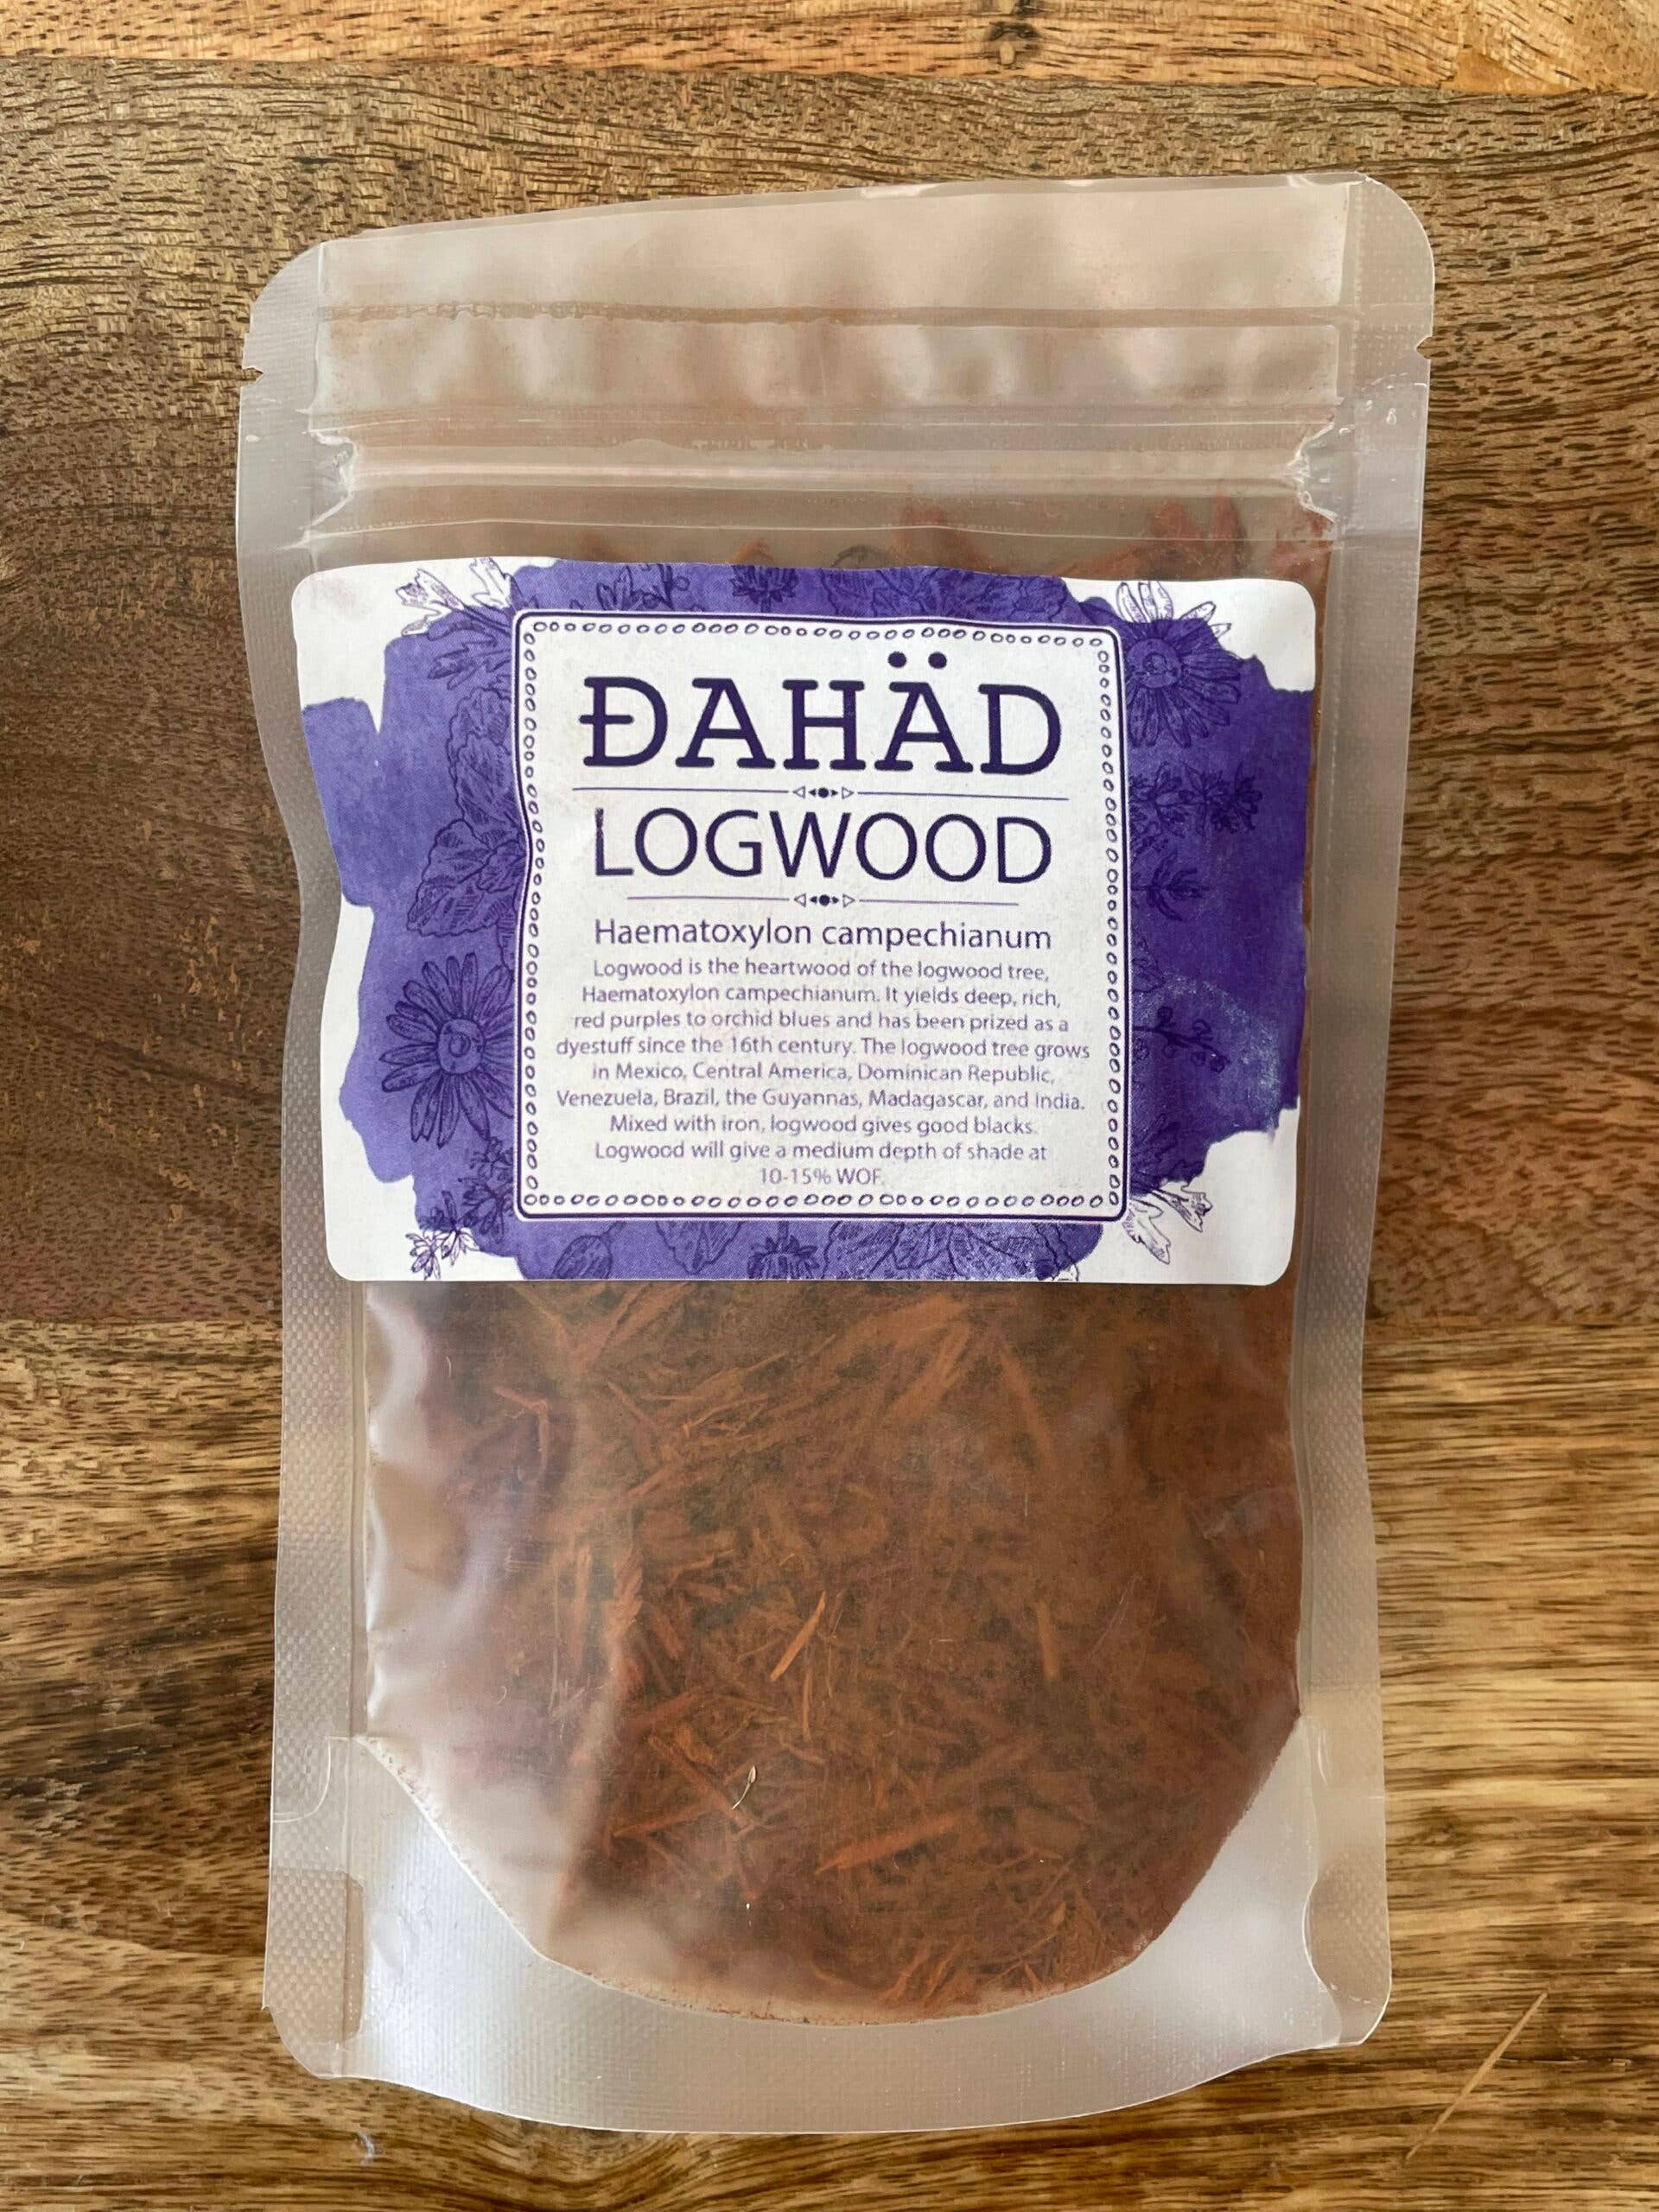 ĐAHÄD
LOGWOOD
Haematoxylon campechianum
Logwood is the heartwood of the logwood tree,
Haematoxylon campechianum. It yields deep, rich,
red purples to orchid blues and has been prized as a
dyestuff since the 16th century. The logwood tree grows
in Mexico, Central America, Dominican Republic,
Venezuela, Brazil, the Guyannas, Madagascar, and India.
Mixed with iron, logwood gives good blacks.
Logwood will give a medium depth of shade at
10-15% WOF.